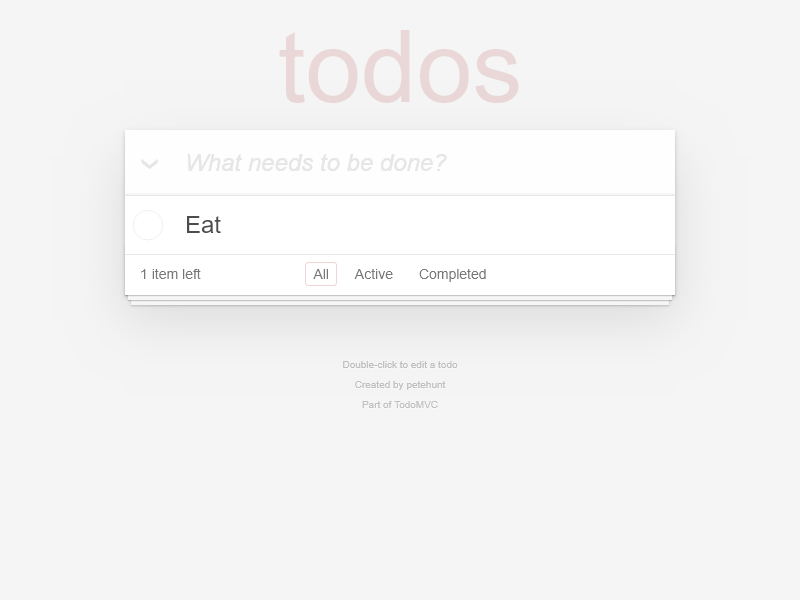 todos
What needs to be done?
Eat
1 item left All Active Completed
Double-click to edit a todo
Created by petehunt
Part of TodoMVC